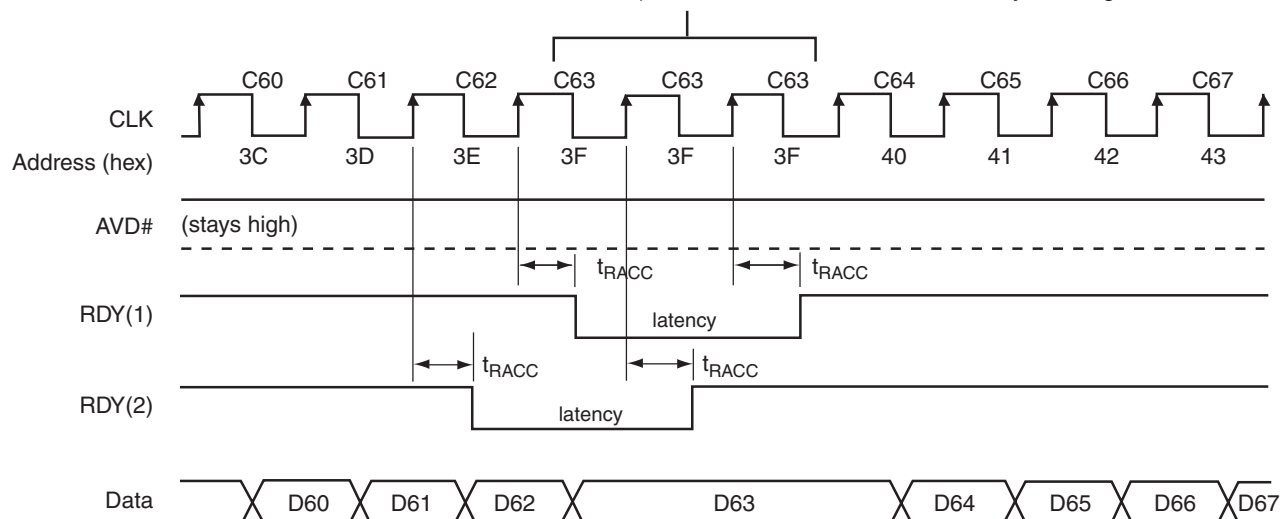 C60 C61 C62 C63 C63 C63 C64 C65 C66 C67
CLK
Address (hex) 3C 3D 3E 3F 3F 3F 40 41 42 43
AVD# (stays high)
tRACC tRACC
RDY(1) latency
tRACC tRACC
RDY(2) latency
Data D60 D61 D62 D63 D64 D65 D66 D67